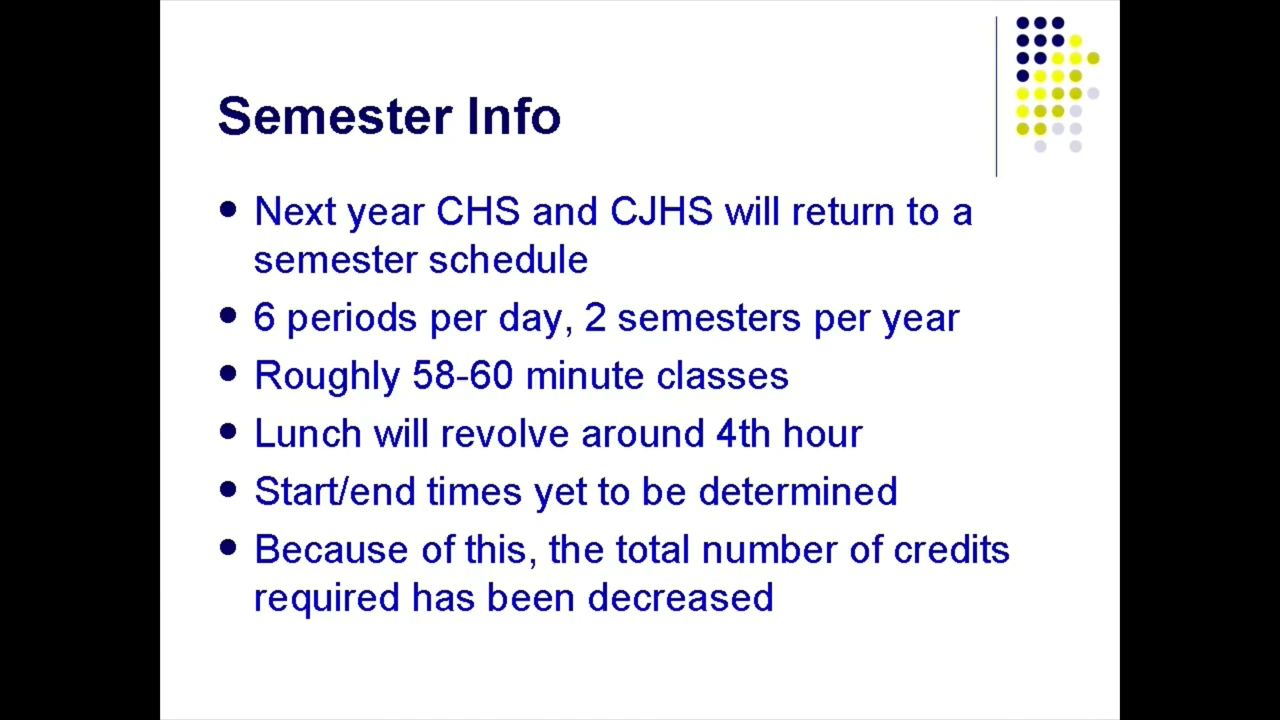 Semester Info
Next year CHS and CJHS will return to a
semester schedule
6 periods per day, 2 semesters per year
Roughly 58-60 minute classes
Lunch will revolve around 4th hour
Start/end times yet to be determined
Because of this, the total number of credits
required has been decreased